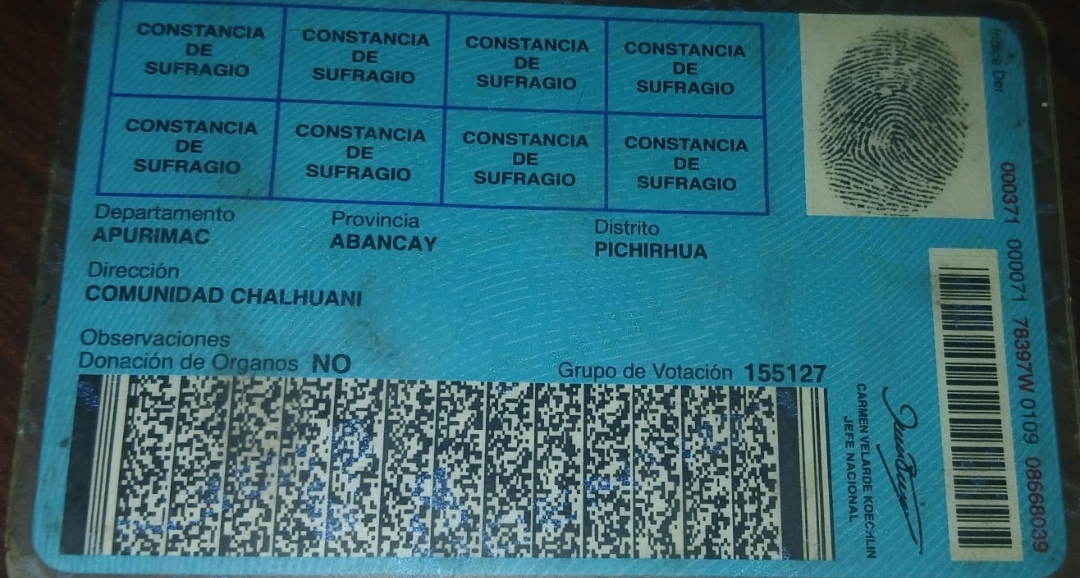 CONSTANCIA DE SUFRAGIO
CONSTANCIA DE SUFRAGIO
CONSTANCIA DE SUFRAGIO
CONSTANCIA DE SUFRAGIO
CONSTANCIA DE SUFRAGIO
CONSTANCIA DE SUFRAGIO
CONSTANCIA DE SUFRAGIO
CONSTANCIA DE SUFRAGIO
Departamento Provincia Distrito
APURIMAC ABANCAY PICHIRHUA
Dirección
COMUNIDAD CHALHUANI
Observaciones
Donación de Organos NO Grupo de Votación 155127
CARMEN VELARDE KOECHLIN
JEFE NACIONAL
Indice Der.
000371 000071 78397W 0109 08668039